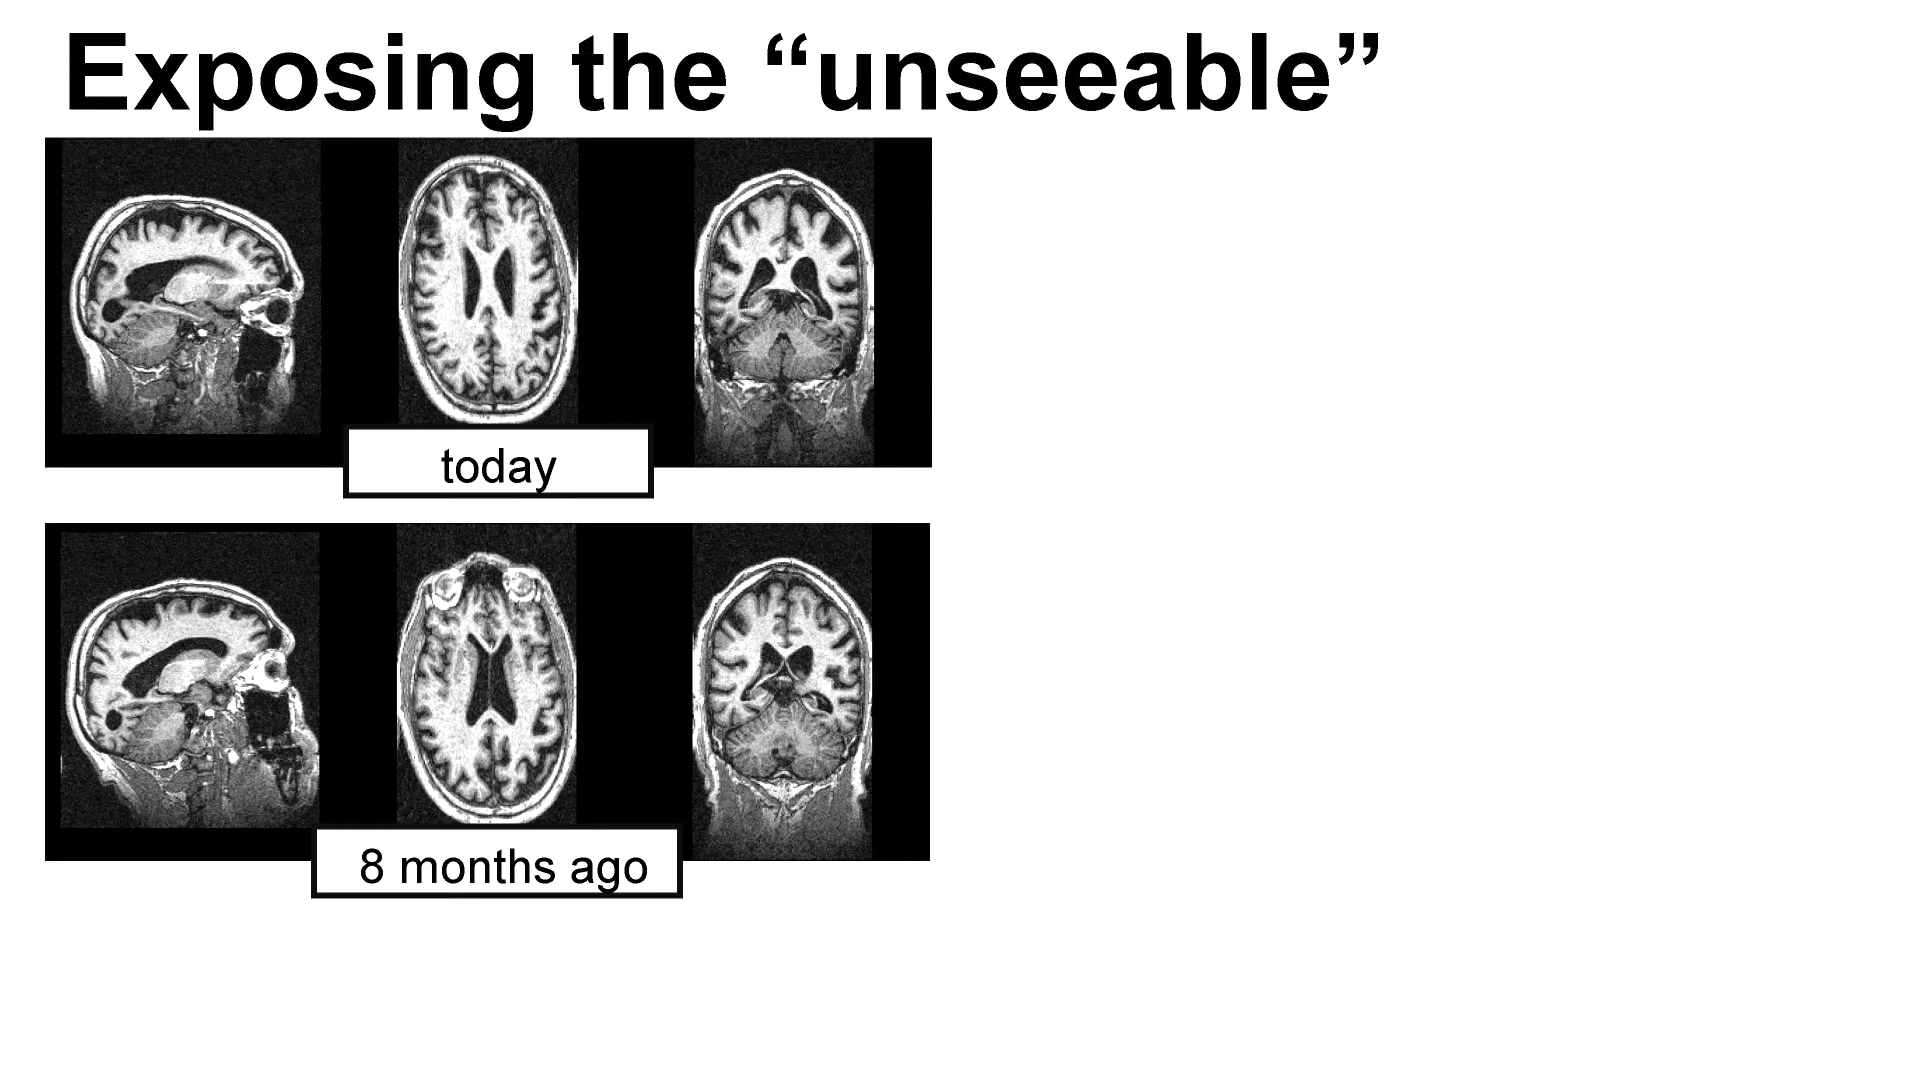 Exposing the “unseeable”
today
8 months ago